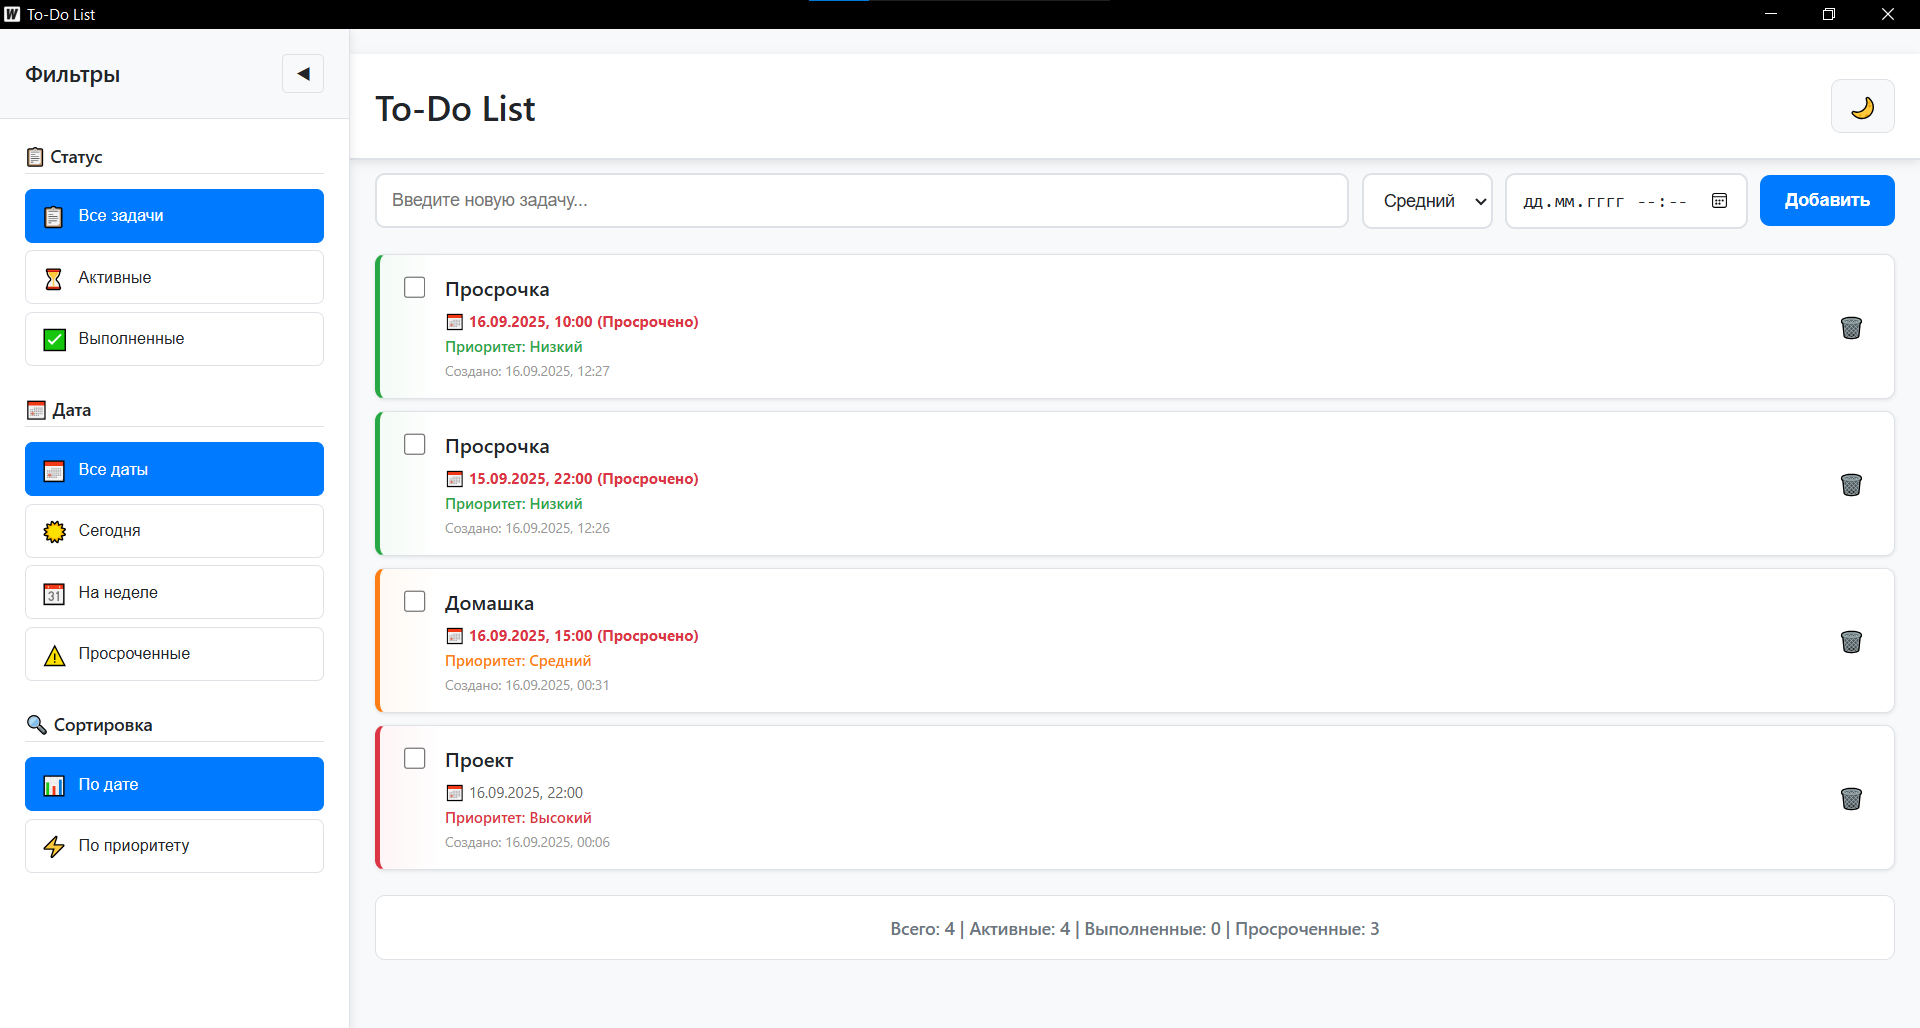 To-Do List
Фильтры
Статус
Все задачи
Активные
Выполненные
Дата
Все даты
Сегодня
На неделе
Просроченные
Сортировка
По дате
По приоритету
To-Do List
Введите новую задачу...
Средний
дд.мм.гггг --:--
Добавить
Просрочка
16.09.2025, 10:00 (Просрочено)
Приоритет: Низкий
Создано: 16.09.2025, 12:27
Просрочка
15.09.2025, 22:00 (Просрочено)
Приоритет: Низкий
Создано: 16.09.2025, 12:26
Домашка
16.09.2025, 15:00 (Просрочено)
Приоритет: Средний
Создано: 16.09.2025, 00:31
Проект
16.09.2025, 22:00
Приоритет: Высокий
Создано: 16.09.2025, 00:06
Всего: 4 | Активные: 4 | Выполненные: 0 | Просроченные: 3